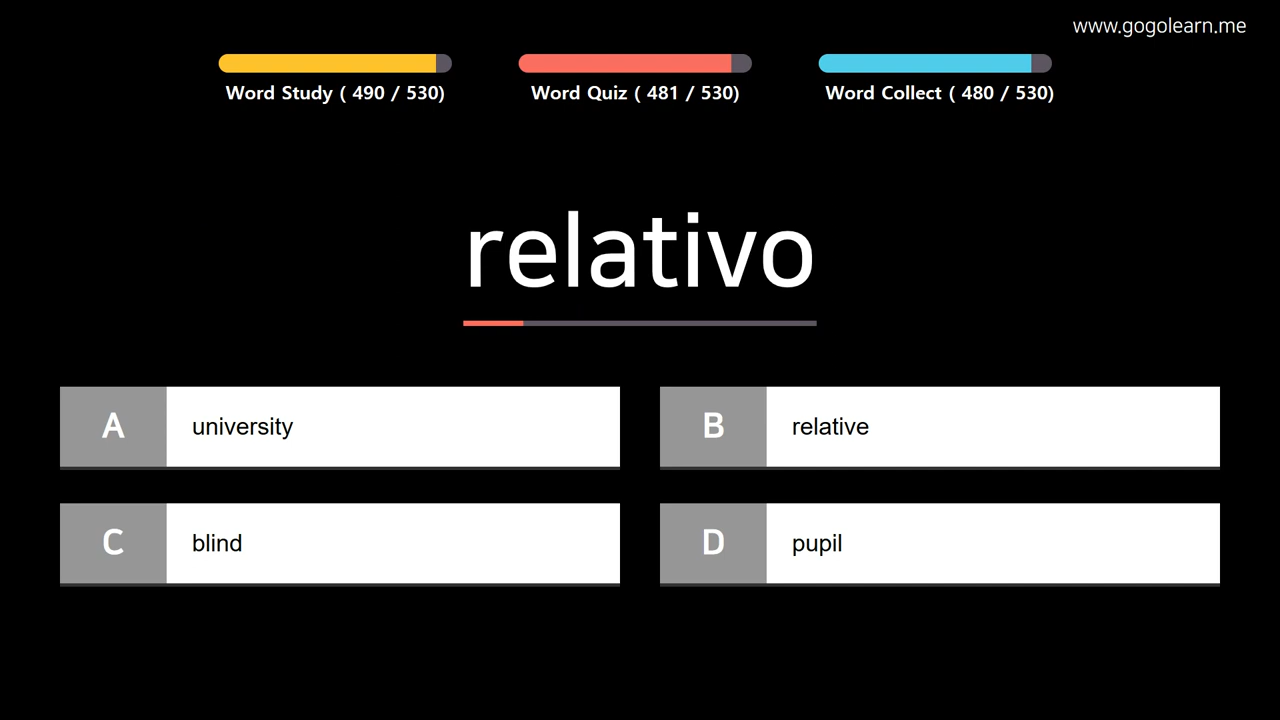 www.gogolearn.me
Word Study ( 490 / 530)
Word Quiz ( 481 / 530)
Word Collect ( 480 / 530)
relativo
A university
B relative
C blind
D pupil